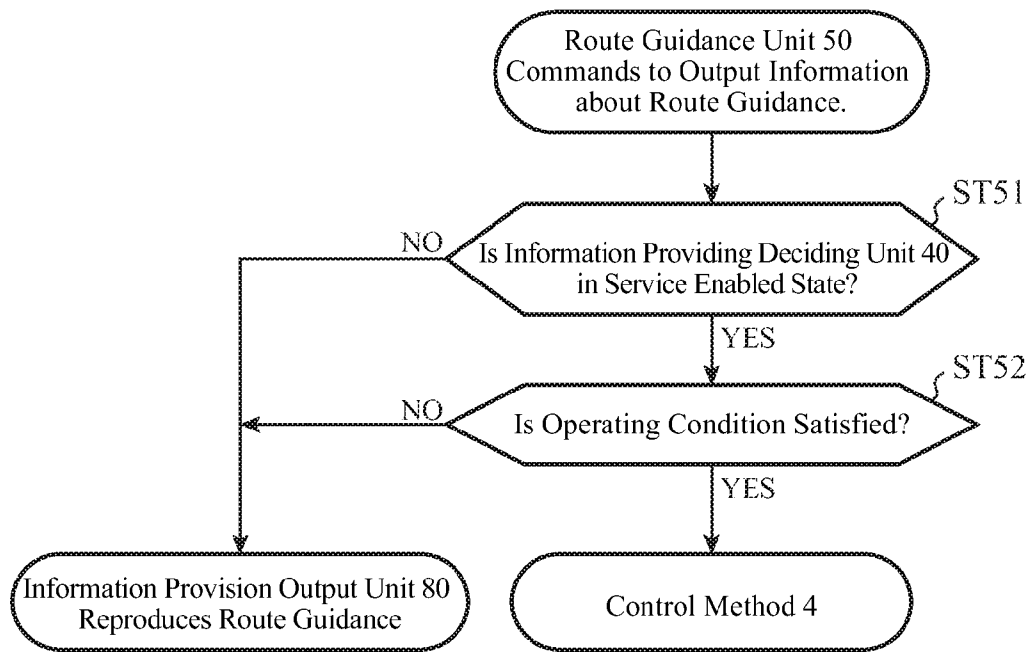 Route Guidance Unit 50
Commands to Output Information
about Route Guidance.
ST51
NO
Is Information Providing Deciding Unit 40
in Service Enabled State?
YES
ST52
NO
Is Operating Condition Satisfied?
YES
Information Provision Output Unit 80
Reproduces Route Guidance
Control Method 4